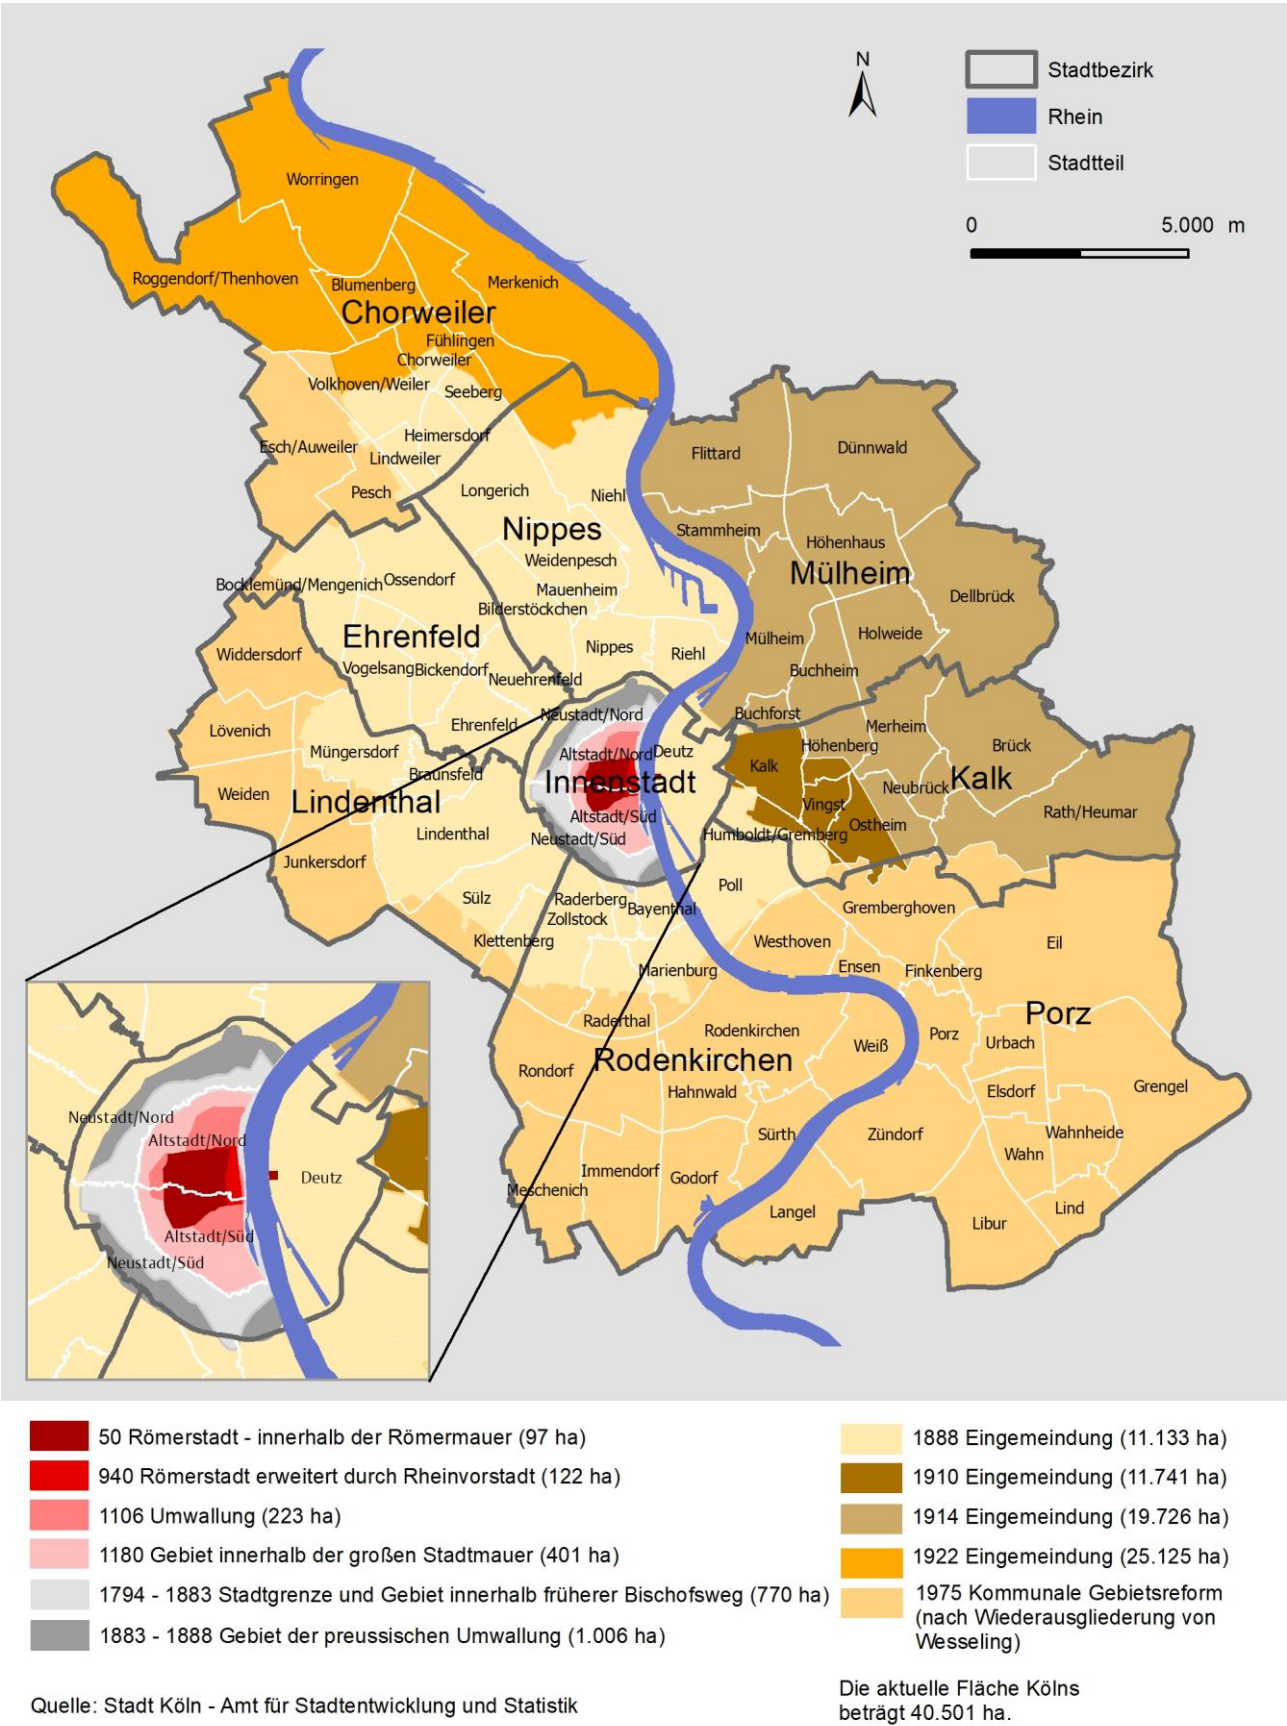 N
Stadtbezirk
Rhein
Stadtteil
0 5.000 m
Worringen
Roggendorf/Thenhoven
Blumenberg
Merkenich
Chorweiler
Fühlingen
Chorweiler
Volkhoven/Weiler
Seeberg
Esch/Auweiler
Heimersdorf
Lindweiler
Pesch
Longerich
Niehl
Nippes
Weidenpesch
Mauenheim
Bilderstöckchen
Nippes
Riehl
Flittard
Dünnwald
Stammheim
Höhenhaus
Mülheim
Dellbrück
Mülheim
Holweide
Buchheim
Buchforst
Bocklemünd/Mengenich
Ossendorf
Ehrenfeld
Vogelsang
Bickendorf
Neuehrenfeld
Ehrenfeld
Widdersdorf
Lövenich
Müngersdorf
Braunsfeld
Weiden
Lindenthal
Lindenthal
Junkersdorf
Sülz
Klettenberg
Neustadt/Nord
Altstadt/Nord
Deutz
Innenstadt
Altstadt/Süd
Neustadt/Süd
Merheim
Höhenberg
Brück
Kalk
Kalk
Neubrück
Vingst
Ostheim
Rath/Heumar
Humboldt/Gremberg
Poll
Raderberg
Zollstock
Bayenthal
Marienburg
Raderthal
Rodenkirchen
Rodenkirchen
Weiß
Rondorf
Hahnwald
Sürth
Immendorf
Godorf
Meschenich
Gremberghoven
Westhoven
Eil
Ensen
Finkenberg
Porz
Porz
Urbach
Elsdorf
Grengel
Zündorf
Wahnheide
Wahn
Langel
Libur
Lind
Neustadt/Nord
Altstadt/Nord
Deutz
Altstadt/Süd
Neustadt/Süd
50 Römerstadt - innerhalb der Römermauer (97 ha)
940 Römerstadt erweitert durch Rheinvorstadt (122 ha)
1106 Umwallung (223 ha)
1180 Gebiet innerhalb der großen Stadtmauer (401 ha)
1794 - 1883 Stadtgrenze und Gebiet innerhalb früherer Bischofsweg (770 ha)
1883 - 1888 Gebiet der preussischen Umwallung (1.006 ha)
1888 Eingemeindung (11.133 ha)
1910 Eingemeindung (11.741 ha)
1914 Eingemeindung (19.726 ha)
1922 Eingemeindung (25.125 ha)
1975 Kommunale Gebietsreform
(nach Wiederausgliederung von
Wesseling)
Quelle: Stadt Köln - Amt für Stadtentwicklung und Statistik
Die aktuelle Fläche Kölns
beträgt 40.501 ha.